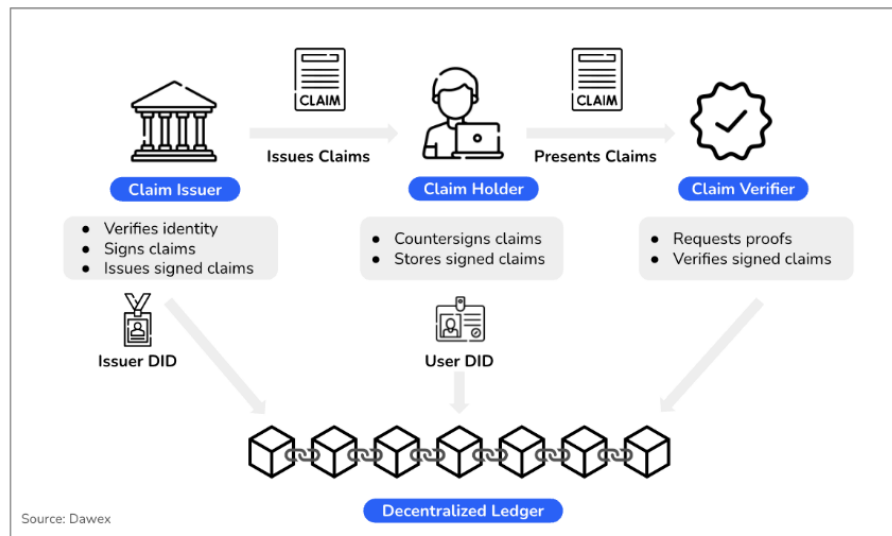 CLAIM
CLAIM
Issues Claims
Presents Claims
Claim Issuer
Claim Holder
Claim Verifier
● Verifies identity
● Signs claims
● Issues signed claims
● Countersigns claims
● Stores signed claims
● Requests proofs
● Verifies signed claims
Issuer DID
User DID
Decentralized Ledger
Source: Dawex